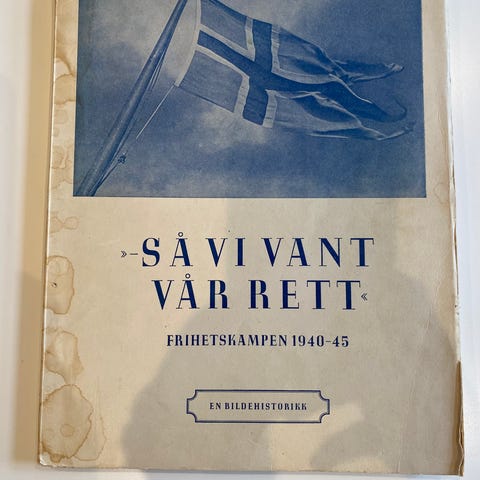 »–SÅ VI VANT
VÅR RETT«
FRIHETSKAMPEN 1940–45
EN BILDEHISTORIKK